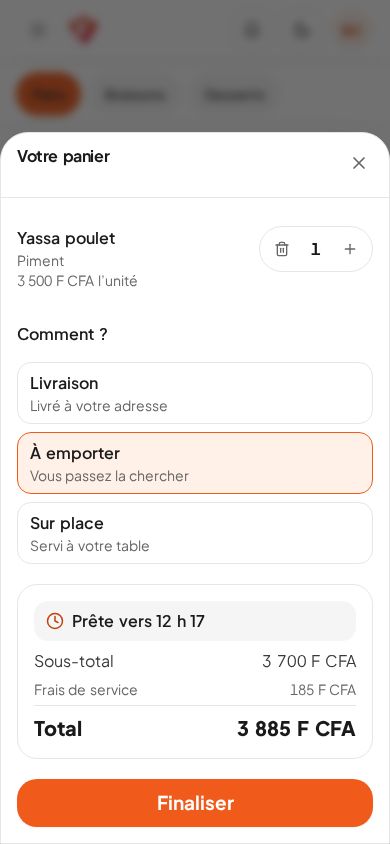 Votre panier
Yassa poulet
Piment
3 500 F CFA l’unité
1
Comment ?
Livraison
Livré à votre adresse
À emporter
Vous passez la chercher
Sur place
Servi à votre table
Prête vers 12 h 17
Sous-total 3 700 F CFA
Frais de service 185 F CFA
Total 3 885 F CFA
Finaliser